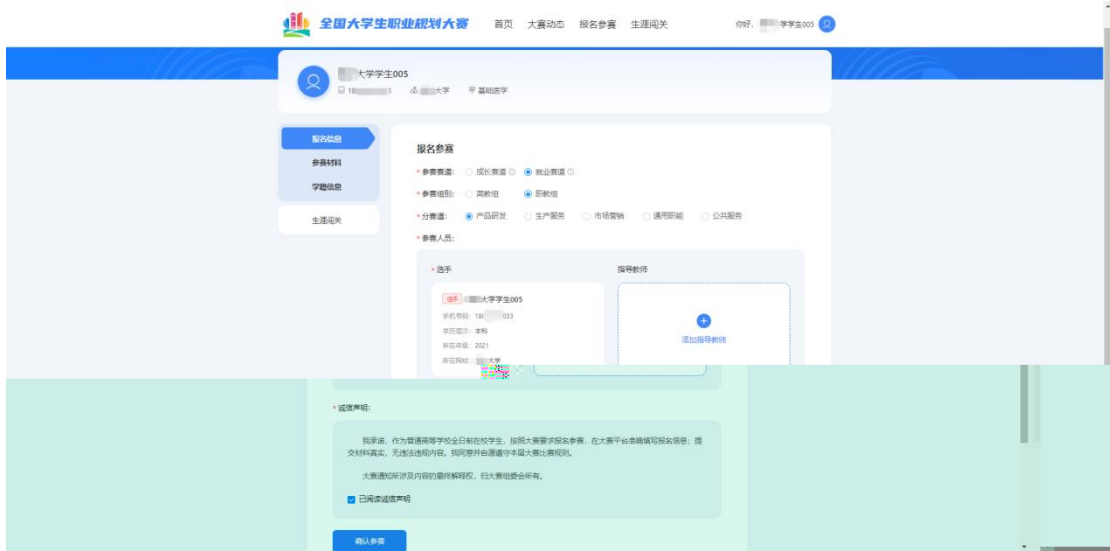 全国大学生职业规划大赛 首页 大赛动态 报名参赛 生涯闯关 你好, 学学生005
大学学生005
18 3 大学 基础医学
报名信息
参赛材料
学籍信息
生涯闯关
报名参赛
* 参赛赛道: 成长赛道 就业赛道
* 参赛组别: 高教组 职教组
* 分赛道: 产品研发 生产服务 市场营销 通用职能 公共服务
* 参赛人员:
* 选手 指导教师
选手 大学学生005
手机号码: 18 033
学历层次: 本科
所在年级: 2021
所在院校: 大学
添加指导教师
* 诚信声明:
我承诺,作为普通高等学校全日制在校学生,按照大赛要求报名参赛,在大赛平台准确填写报名信息;提
交材料真实,无违法违规内容。我同意并自愿遵守本届大赛比赛规则。
大赛通知所涉及内容的最终解释权,归大赛组委会所有。
已阅读诚信声明
确认参赛